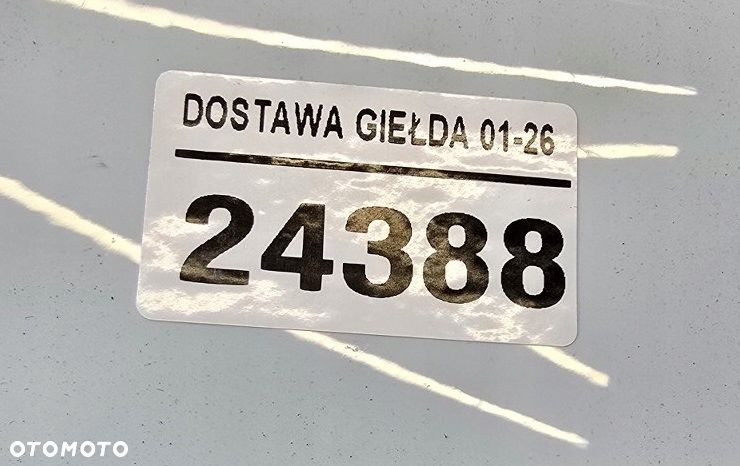 DOSTAWA GIEŁDA 01-26
24388
OTOMOTO